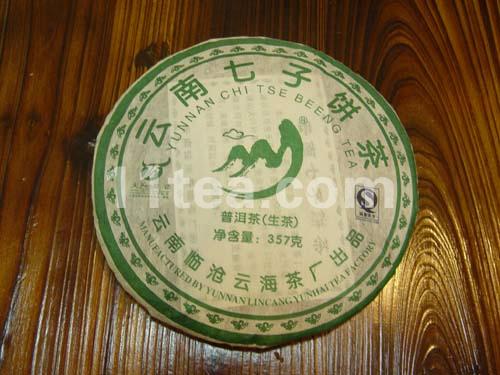 云南七子饼茶
YUNNAN CHI TSE BEENG TEA
®
tea.com
普洱茶(生茶)
净含量：357克
云南临沧云海茶厂出品
MANUFACTURED BY YUNNAN LINCANG YUNHAI TEA FACTORY